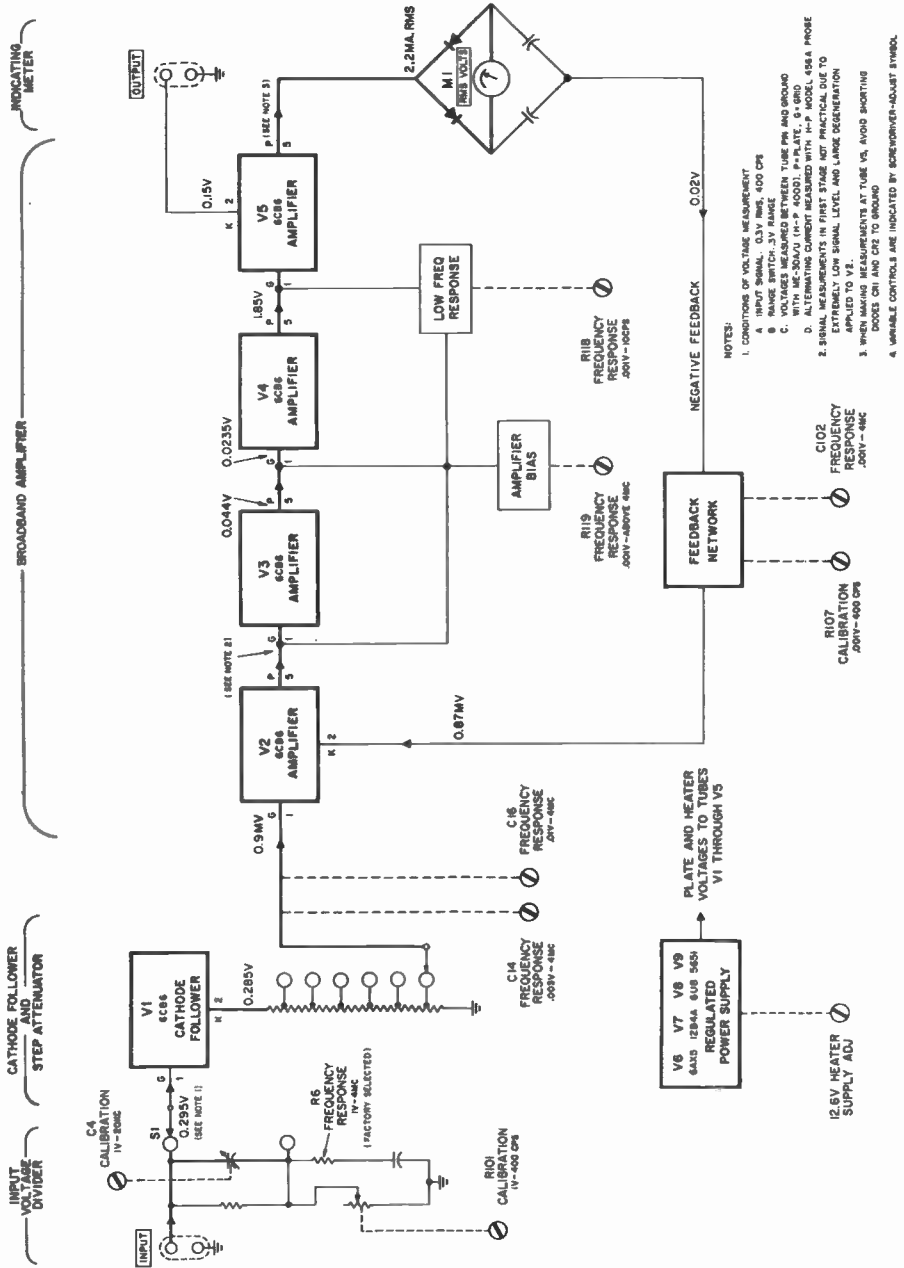 INPUT
VOLTAGE
DIVIDER
CATHODE FOLLOWER
AND
STEP ATTENUATOR
BROADBAND AMPLIFIER
INDICATING
METER
INPUT
C4
CALIBRATION
1V-20KC
S1
0.295V
(SEE NOTE 1)
R6
FREQUENCY
RESPONSE
1V-4MC
(FACTORY SELECTED)
R101
CALIBRATION
1V-400 CPS
G
1
V1
6CB6
CATHODE
FOLLOWER
K
2
0.285V
C14
FREQUENCY
RESPONSE
.003V-4MC
C16
FREQUENCY
RESPONSE
.01V-4MC
0.9MV
G
1
V2
6CB6
AMPLIFIER
K 2
0.87MV
P
5
(SEE NOTE 2)
G
1
V3
6CB6
AMPLIFIER
P
5
0.044V
0.0235V
G
1
V4
6CB6
AMPLIFIER
P
5
1.85V
G
1
V5
6CB6
AMPLIFIER
K 2
0.15V
OUTPUT
P (SEE NOTE 3)
5
2.2MA. RMS
M1
RMS VOLTS
LOW FREQ
RESPONSE
R118
FREQUENCY
RESPONSE
.001V-10CPS
AMPLIFIER
BIAS
R119
FREQUENCY
RESPONSE
.001V-ABOVE 4MC
NEGATIVE FEEDBACK
0.02V
FEEDBACK
NETWORK
R107
CALIBRATION
.001V-400 CPS
C102
FREQUENCY
RESPONSE
.001V-4MC
V6 V7 V8 V9
6AX5 12B4A 6U8 5651
REGULATED
POWER SUPPLY
PLATE AND HEATER
VOLTAGES TO TUBES
V1 THROUGH V5
12.6V HEATER
SUPPLY ADJ
NOTES:
1. CONDITIONS OF VOLTAGE MEASUREMENT
A INPUT SIGNAL. 0.3V RMS, 400 CPS
B RANGE SWITCH: .3V RANGE
C. VOLTAGES MEASURED BETWEEN TUBE PIN AND GROUND
WITH ME-30A/U (H-P 400D). P=PLATE, G=GRID
D. ALTERNATING CURRENT MEASURED WITH H-P MODEL 456A PROBE
2. SIGNAL MEASUREMENTS IN FIRST STAGE NOT PRACTICAL DUE TO
EXTREMELY LOW SIGNAL LEVEL AND LARGE DEGENERATION
APPLIED TO V2.
3. WHEN MAKING MEASUREMENTS AT TUBE V5, AVOID SHORTING
DIODES CR1 AND CR2 TO GROUND
4. VARIABLE CONTROLS ARE INDICATED BY SCREWDRIVER-ADJUST SYMBOL